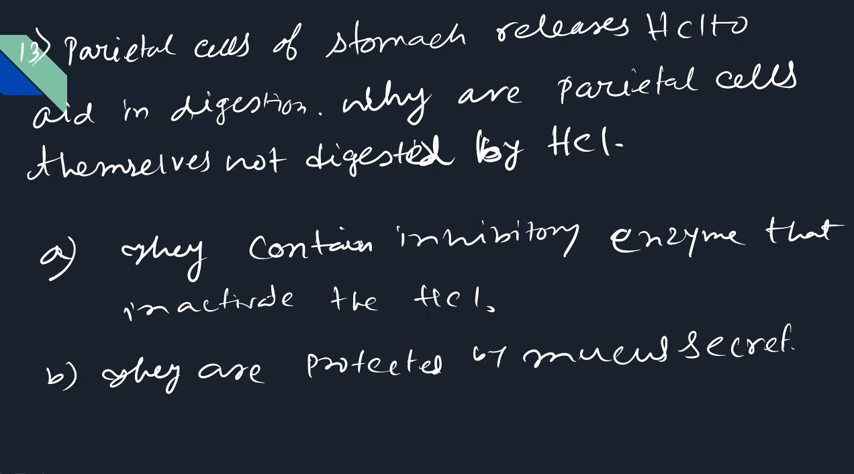 13) Parietal cells of stomach releases Hcl to
aid in digestion. Why are parietal cells
themselves not digested by HCl.
a) They contain inhibitory enzyme that
inactivate the HCl.
b) They are protected by mucus secret.